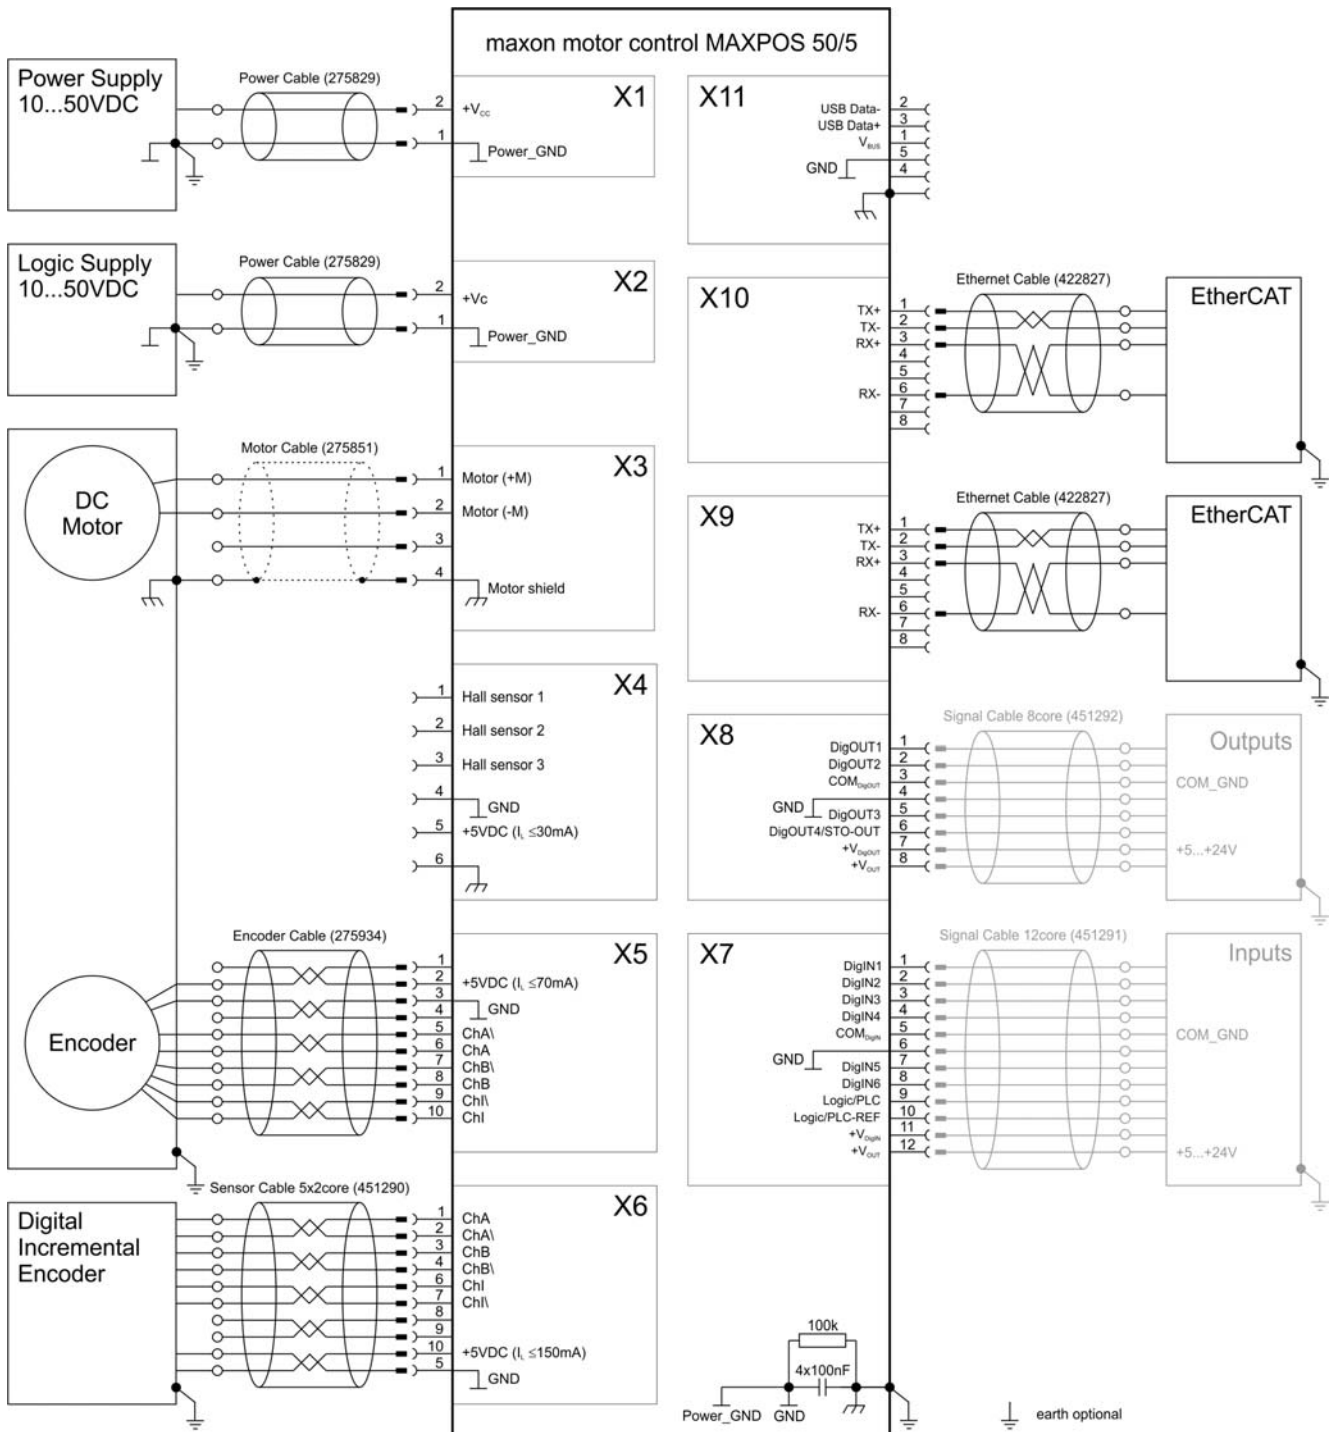 maxon motor control MAXPOS 50/5
Power Supply
10...50VDC
Power Cable (275829)
2
+Vcc
1
Power_GND
X1
Logic Supply
10...50VDC
Power Cable (275829)
2
+Vc
1
Power_GND
X2
DC
Motor
Motor Cable (275851)
1
Motor (+M)
2
Motor (-M)
3
4
Motor shield
X3
X4
1
Hall sensor 1
2
Hall sensor 2
3
Hall sensor 3
4
GND
5
+5VDC (IL ≤30mA)
6
Encoder
Encoder Cable (275934)
X5
1
2
+5VDC (IL ≤70mA)
3
GND
4
5
ChA\
6
ChA
7
ChB\
8
ChB
9
ChI\
10
ChI
Digital
Incremental
Encoder
Sensor Cable 5x2core (451290)
X6
1
ChA
2
ChA\
3
ChB
4
ChB\
6
ChI
7
ChI\
8
9
10
+5VDC (IL ≤150mA)
5
GND
X11
USB Data-
2
USB Data+
3
VBUS
1
GND
5
4
X10
TX+
1
TX-
2
RX+
3
4
5
RX-
6
7
8
Ethernet Cable (422827)
EtherCAT
X9
TX+
1
TX-
2
RX+
3
4
5
RX-
6
7
8
Ethernet Cable (422827)
EtherCAT
X8
DigOUT1
1
DigOUT2
2
COMDigOUT
3
GND
4
DigOUT3
5
DigOUT4/STO-OUT
6
+VDigOUT
7
+VOUT
8
Signal Cable 8core (451292)
Outputs
COM_GND
+5...+24V
X7
DigIN1
1
DigIN2
2
DigIN3
3
DigIN4
4
COMDigIN
5
GND
6
DigIN5
7
DigIN6
8
Logic/PLC
9
Logic/PLC-REF
10
+VDigIN
11
+VOUT
12
Signal Cable 12core (451291)
Inputs
COM_GND
+5...+24V
100k
4x100nF
Power_GND
GND
earth optional